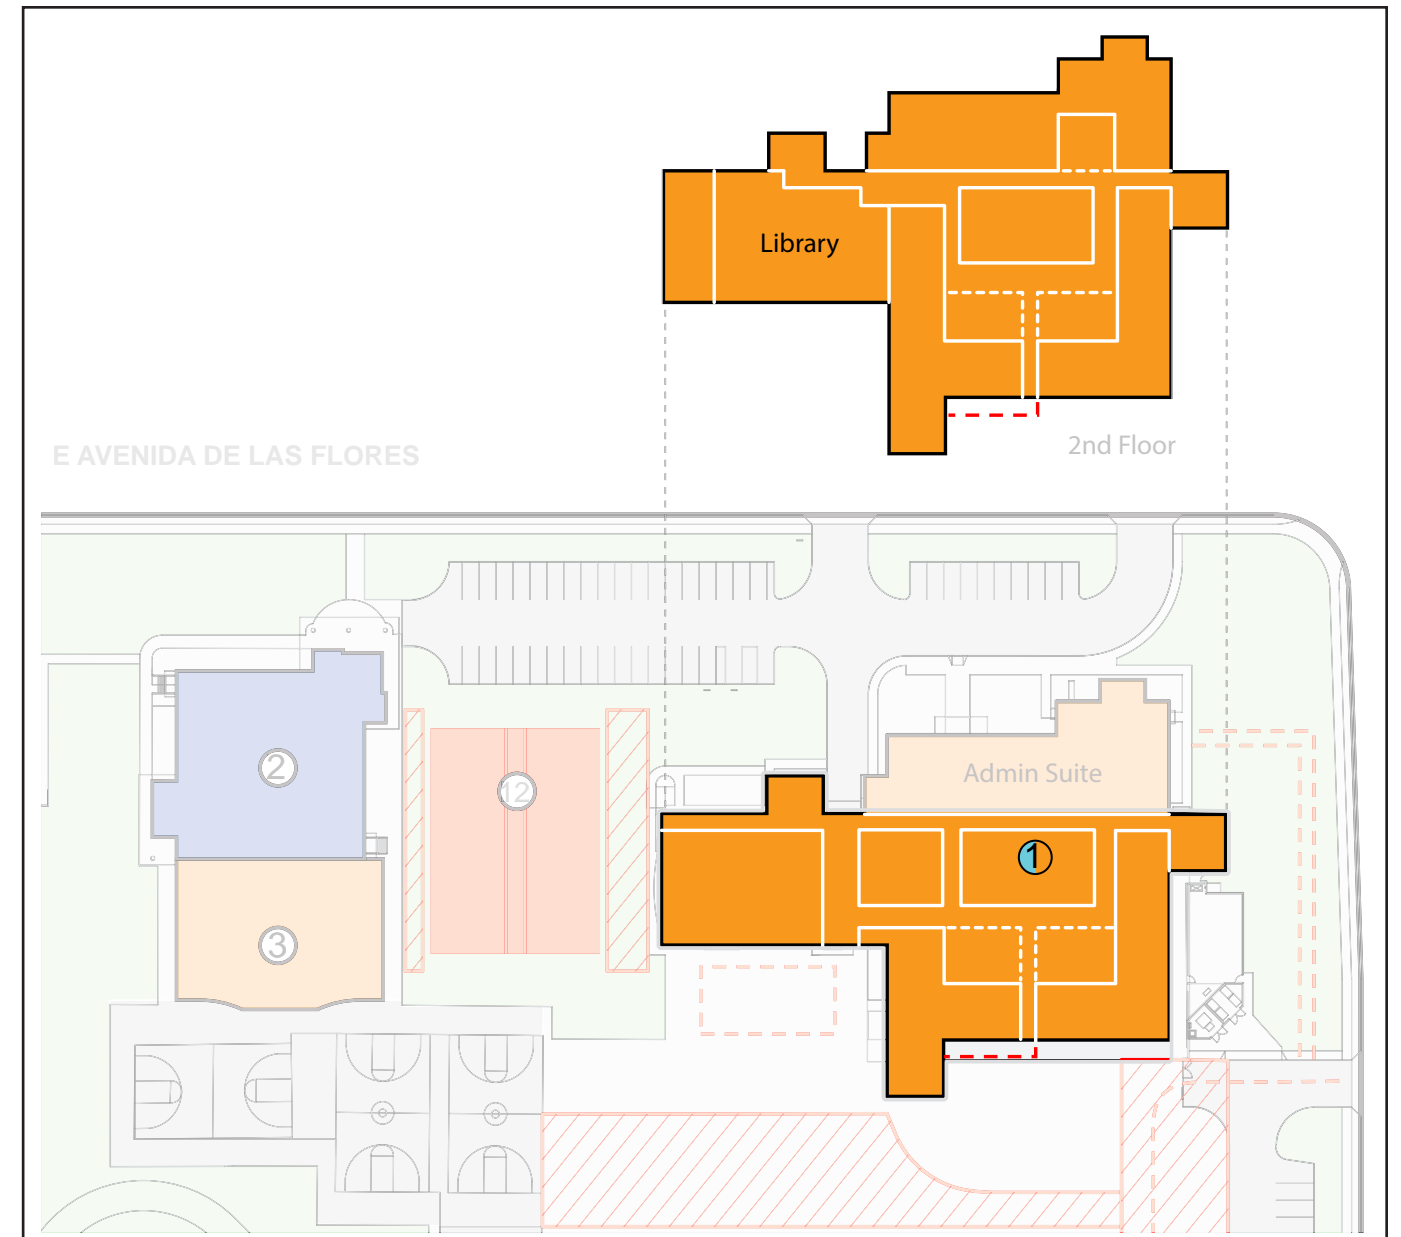 Library
2nd Floor
E AVENIDA DE LAS FLORES
2
12
Admin Suite
1
3